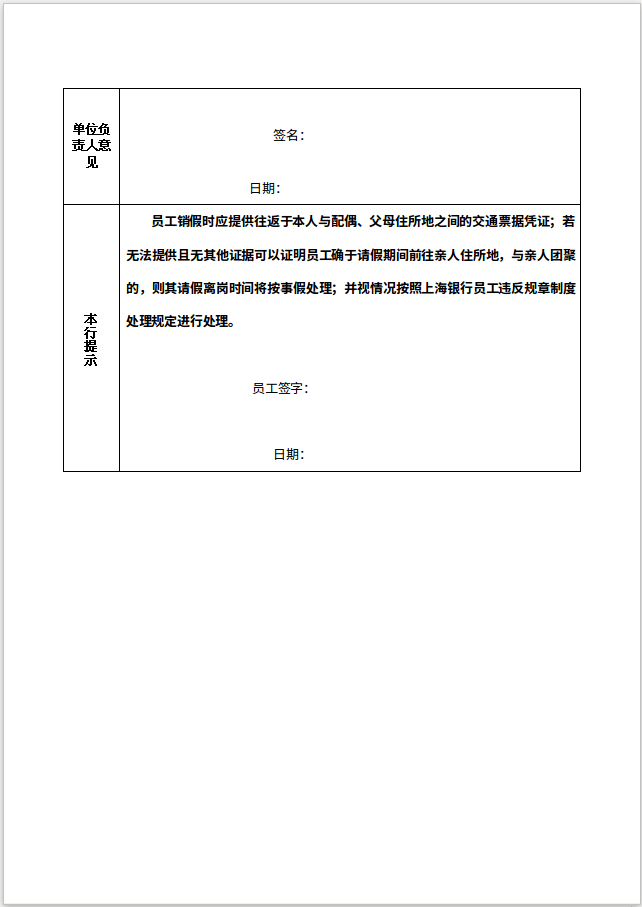 单位负
责人意
见
签名：
日期：
员工销假时应提供往返于本人与配偶、父母住所地之间的交通票据凭证；若
无法提供且无其他证据可以证明员工确于请假期间前往亲人住所地，与亲人团聚
的，则其请假离岗时间将按事假处理；并视情况按照上海银行员工违反规章制度
处理规定进行处理。
本
行
提
示
员工签字：
日期：